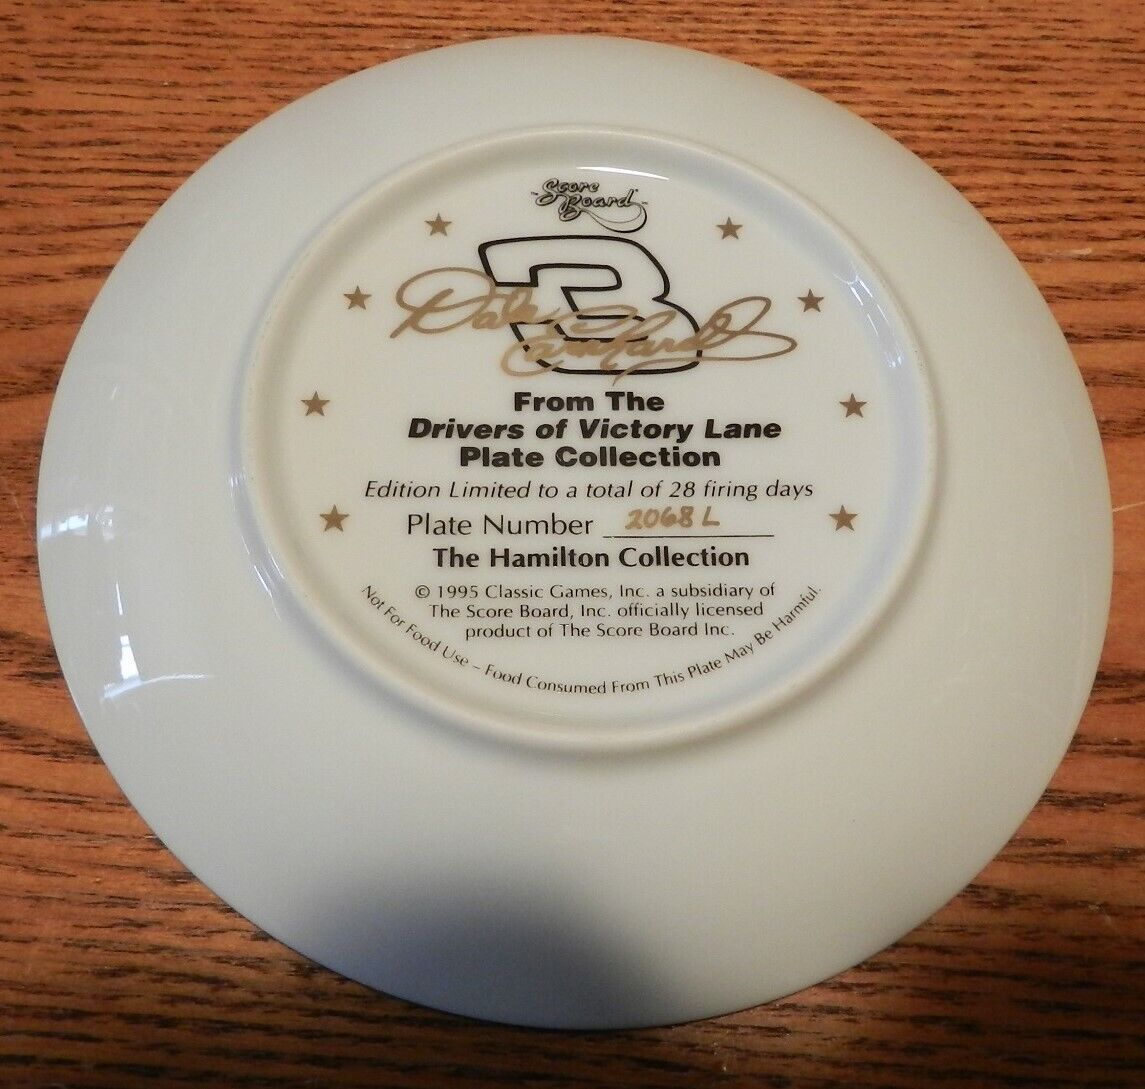 Score
Board
3
Dale
Earnhardt
From The
Drivers of Victory Lane
Plate Collection
Edition Limited to a total of 28 firing days
Plate Number 2068 L
The Hamilton Collection
© 1995 Classic Games, Inc. a subsidiary of
The Score Board, Inc. officially licensed
product of The Score Board Inc.
Not For Food Use – Food Consumed From This Plate May Be Harmful.